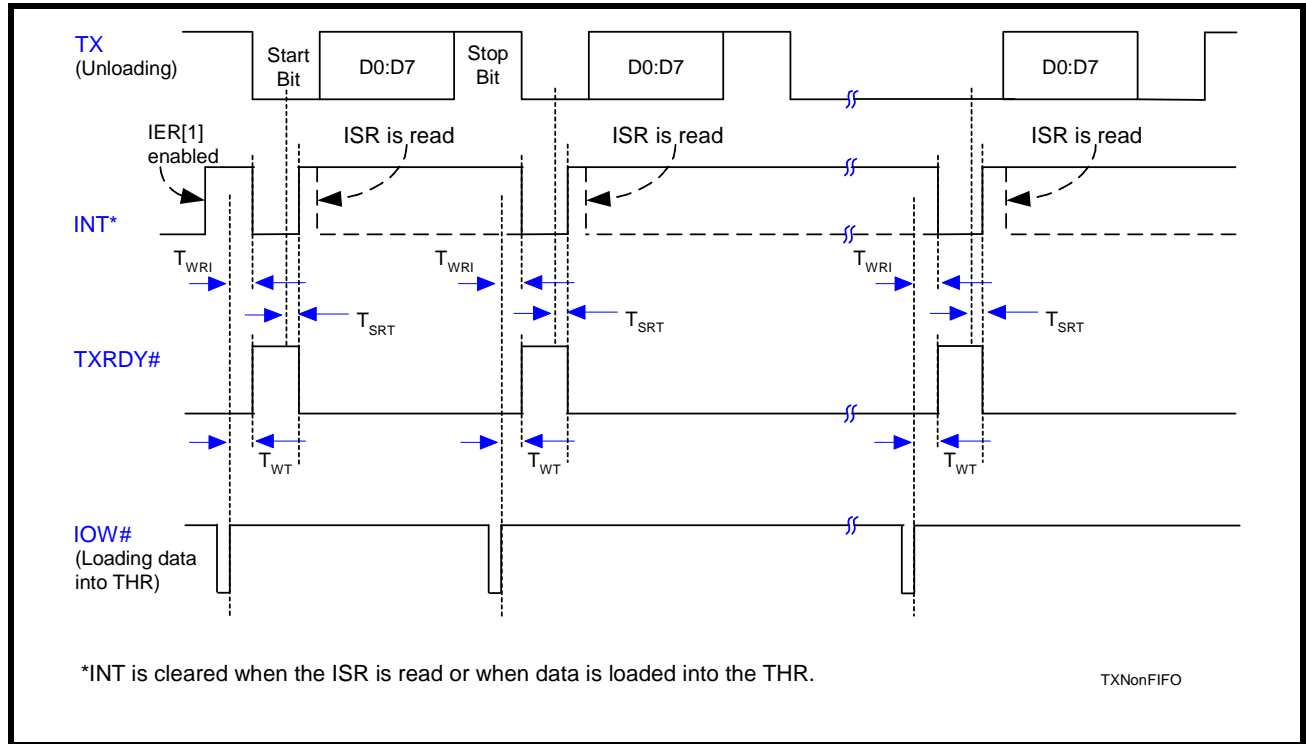 TX
(Unloading)
Start
Bit
D0:D7
Stop
Bit
D0:D7
D0:D7
IER[1]
enabled
ISR is read
ISR is read
ISR is read
INT*
TWRI
TWRI
TWRI
TSRT
TSRT
TSRT
TXRDY#
TWT
TWT
TWT
IOW#
(Loading data
into THR)
*INT is cleared when the ISR is read or when data is loaded into the THR.
TXNonFIFO